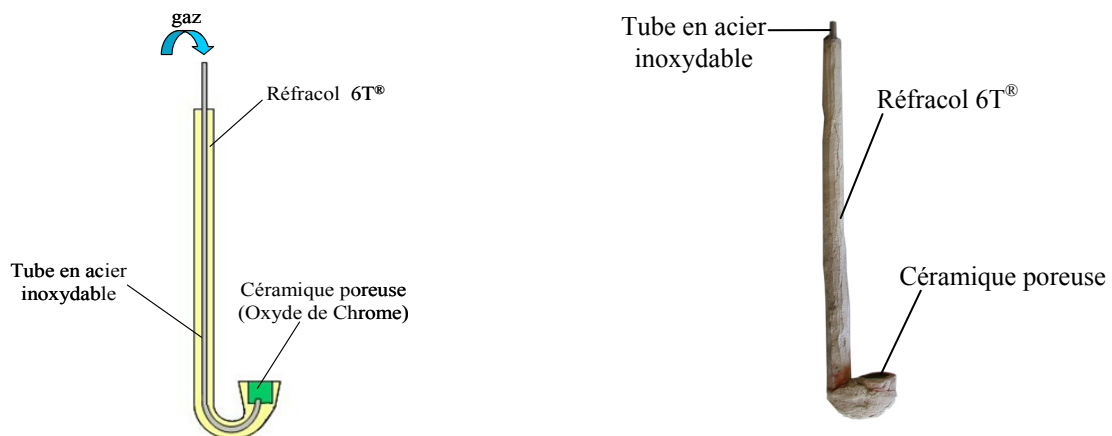 gaz
Réfracol 6T®
Tube en acier
inoxydable
Céramique poreuse
(Oxyde de Chrome)
Tube en acier
inoxydable
Réfracol 6T®
Céramique poreuse